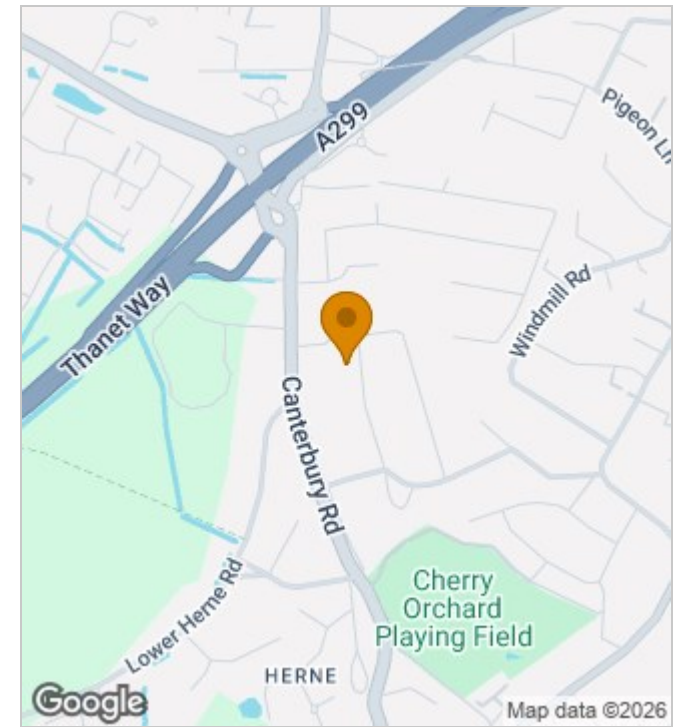 A299
Pigeon Ln
Thanet Way
Windmill Rd
Canterbury Rd
Lower Herne Rd
Cherry
Orchard
Playing Field
HERNE
Google
Map data ©2026